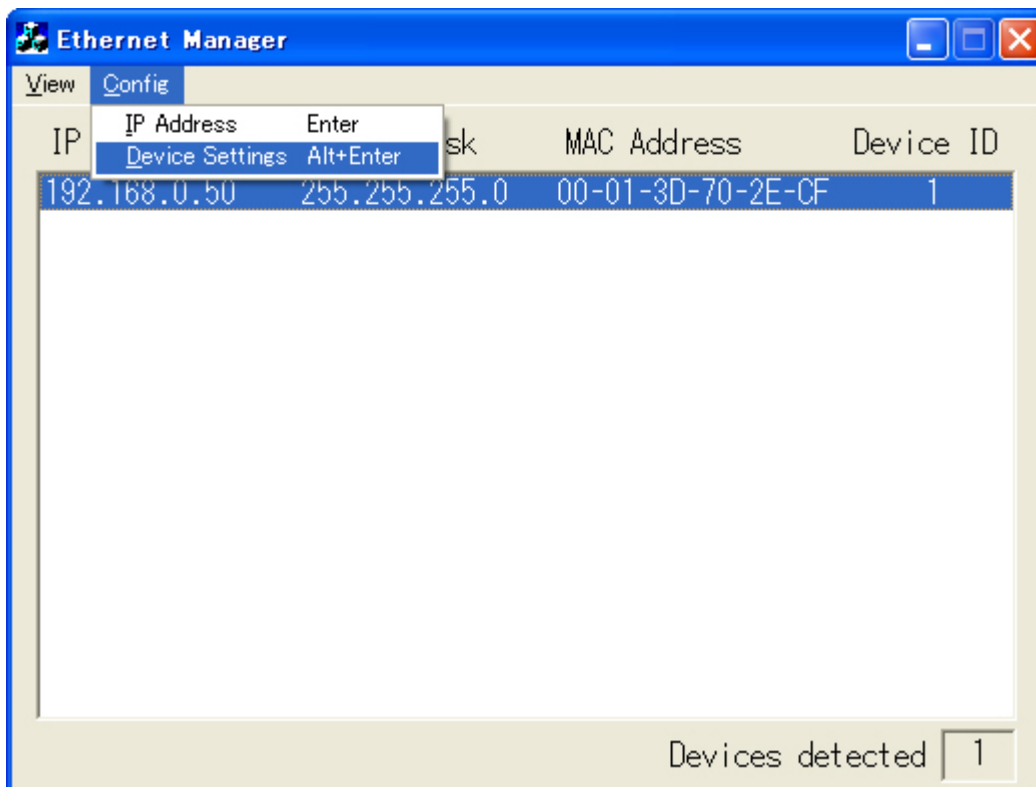 Ethernet Manager
View Config
IP Address Enter
Device Settings Alt+Enter
IP sk MAC Address Device ID
192.168.0.50 255.255.255.0 00-01-3D-70-2E-CF 1
Devices detected 1